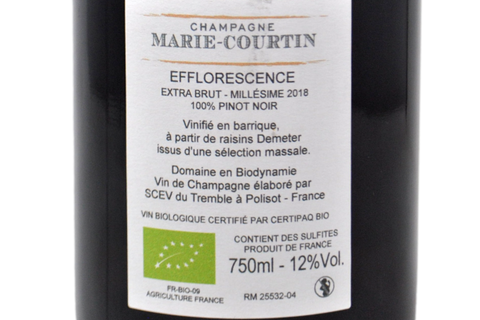 CHAMPAGNE
MARIE-COURTIN
EFFLORESCENCE
EXTRA BRUT - MILLÉSIME 2018
100% PINOT NOIR
Vinifié en barrique,
à partir de raisins Demeter
issus d'une sélection massale.
Domaine en Biodynamie
Vin de Champagne élaboré par
SCEV du Tremble à Polisot - France
VIN BIOLOGIQUE CERTIFIÉ PAR CERTIPAQ BIO
CONTIENT DES SULFITES
PRODUIT DE FRANCE
750ml - 12%Vol.
FR-BIO-09
AGRICULTURE FRANCE
RM 25532-04